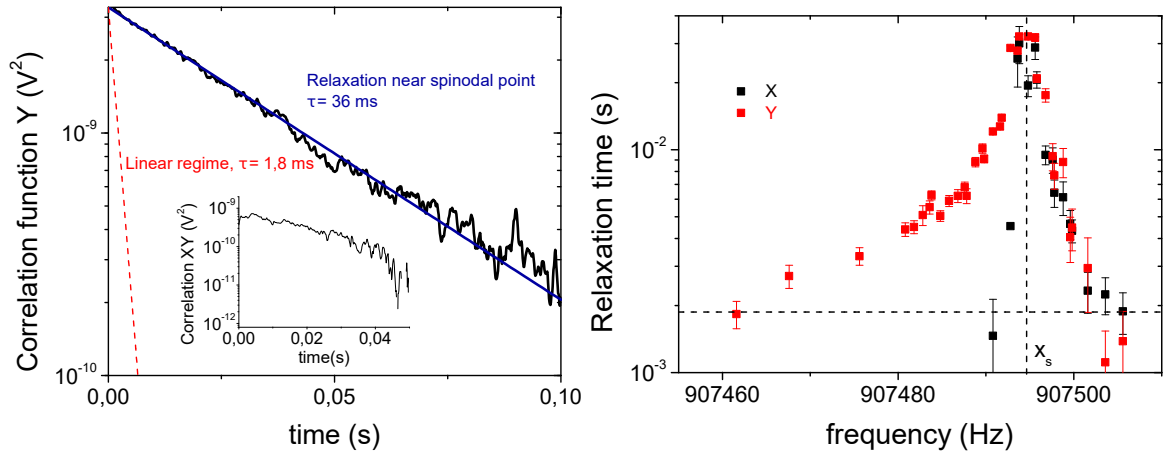 Correlation function Y (V²)
10⁻⁹
10⁻¹⁰
Relaxation near spinodal point
τ= 36 ms
Linear regime, τ= 1,8 ms
Correlation XY (V²)
10⁻⁹
10⁻¹⁰
10⁻¹¹
10⁻¹²
0,00 0,02 0,04
time(s)
0,00 0,05 0,10
time (s)
Relaxation time (s)
10⁻²
10⁻³
X
Y
xₛ
907460 907480 907500
frequency (Hz)